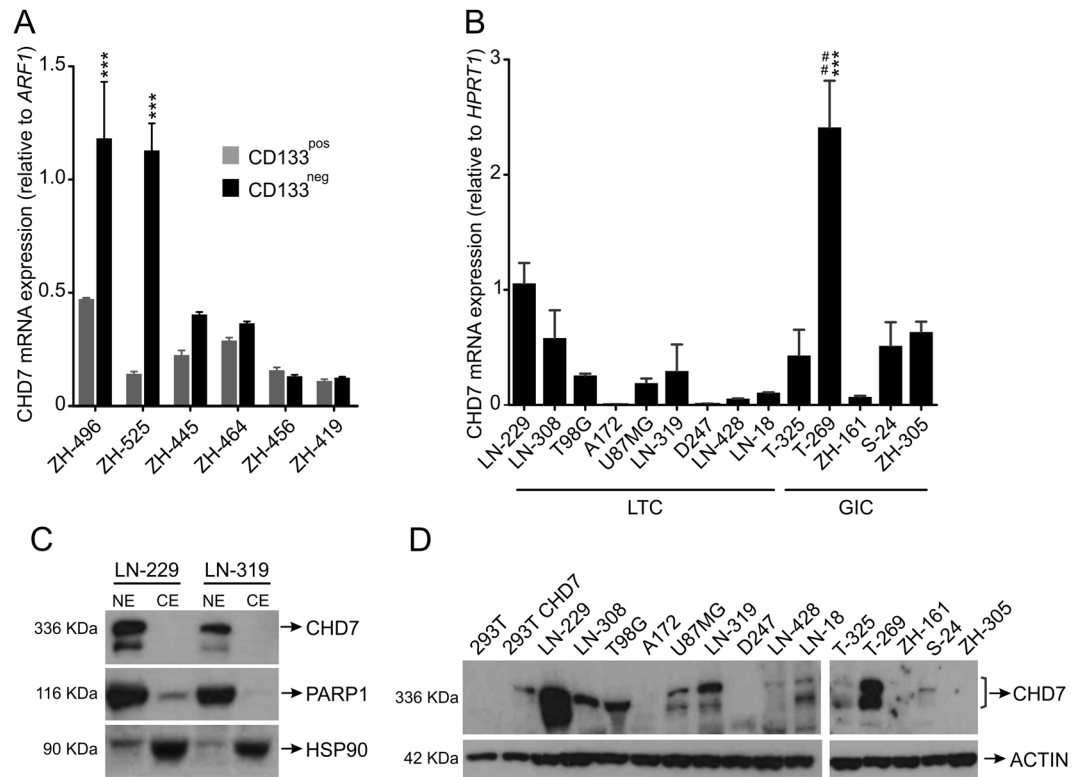 A
CHD7 mRNA expression (relative to ARF1)
1.5
1.0
0.5
0
***
***
CD133pos
CD133neg
ZH-496
ZH-525
ZH-445
ZH-464
ZH-456
ZH-419
B
CHD7 mRNA expression (relative to HPRT1)
3
2
1
0
##
***
LN-229
LN-308
T98G
A172
U87MG
LN-319
D247
LN-428
LN-18
T-325
T-269
ZH-161
S-24
ZH-305
LTC
GIC
C
LN-229 LN-319
NE CE NE CE
336 KDa CHD7
116 KDa PARP1
90 KDa HSP90
D
293T
293T CHD7
LN-229
LN-308
T98G
A172
U87MG
LN-319
D247
LN-428
LN-18
T-325
T-269
ZH-161
S-24
ZH-305
336 KDa CHD7
42 KDa ACTIN